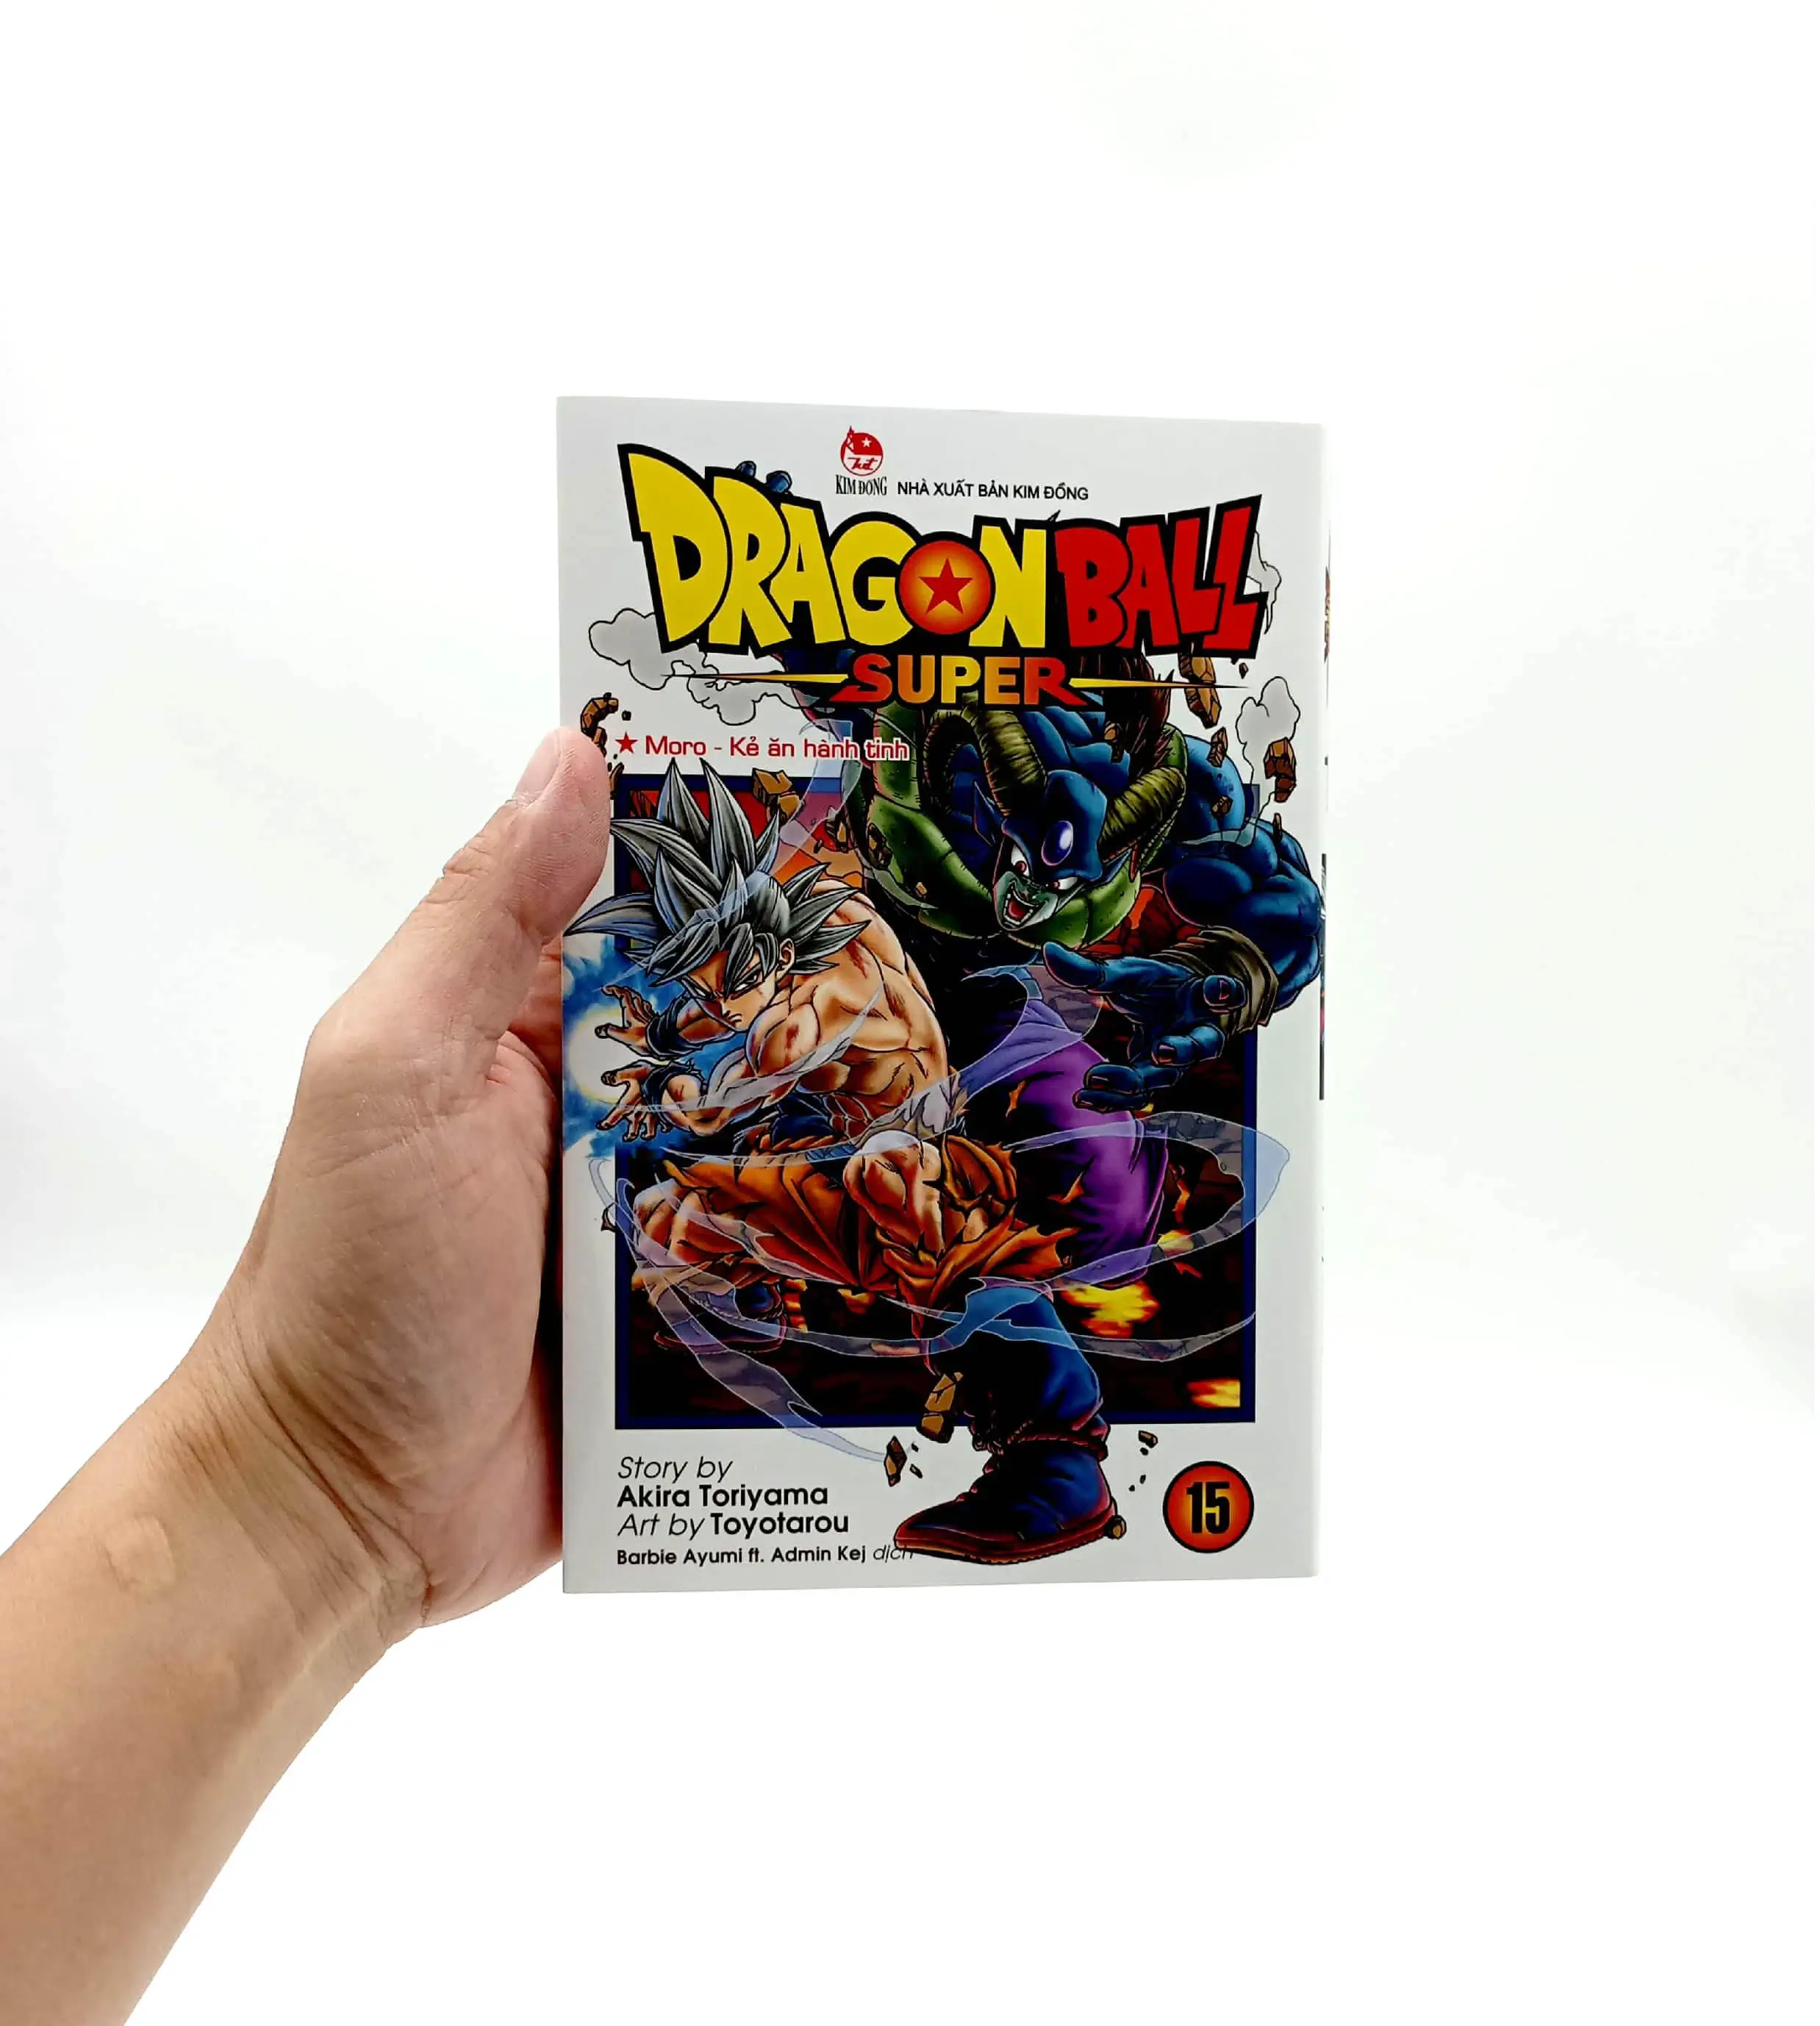 KIM ĐỒNG
NHÀ XUẤT BẢN KIM ĐỒNG
DRAGON BALL
SUPER
★ Moro - Kẻ ăn hành tinh
Story by
Akira Toriyama
Art by Toyotarou
Barbie Ayumi ft. Admin Kej dịch
15